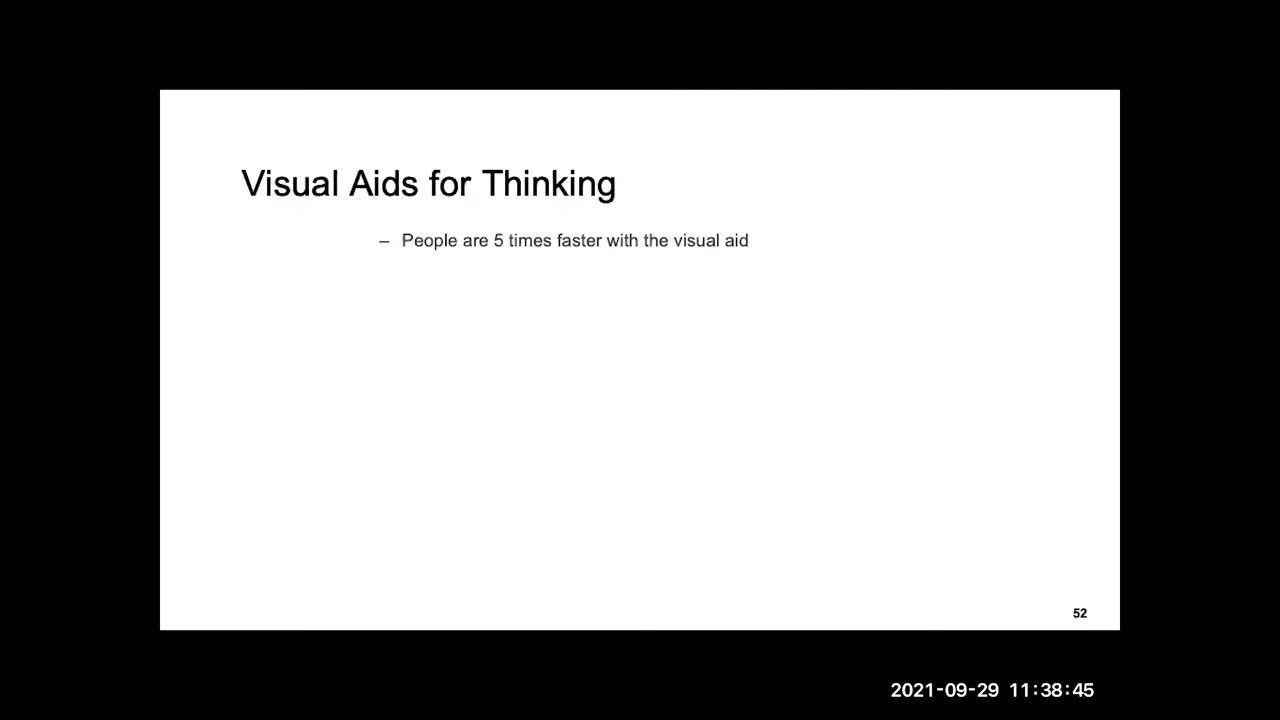 Visual Aids for Thinking
– People are 5 times faster with the visual aid
52
2021-09-29 11:38:45